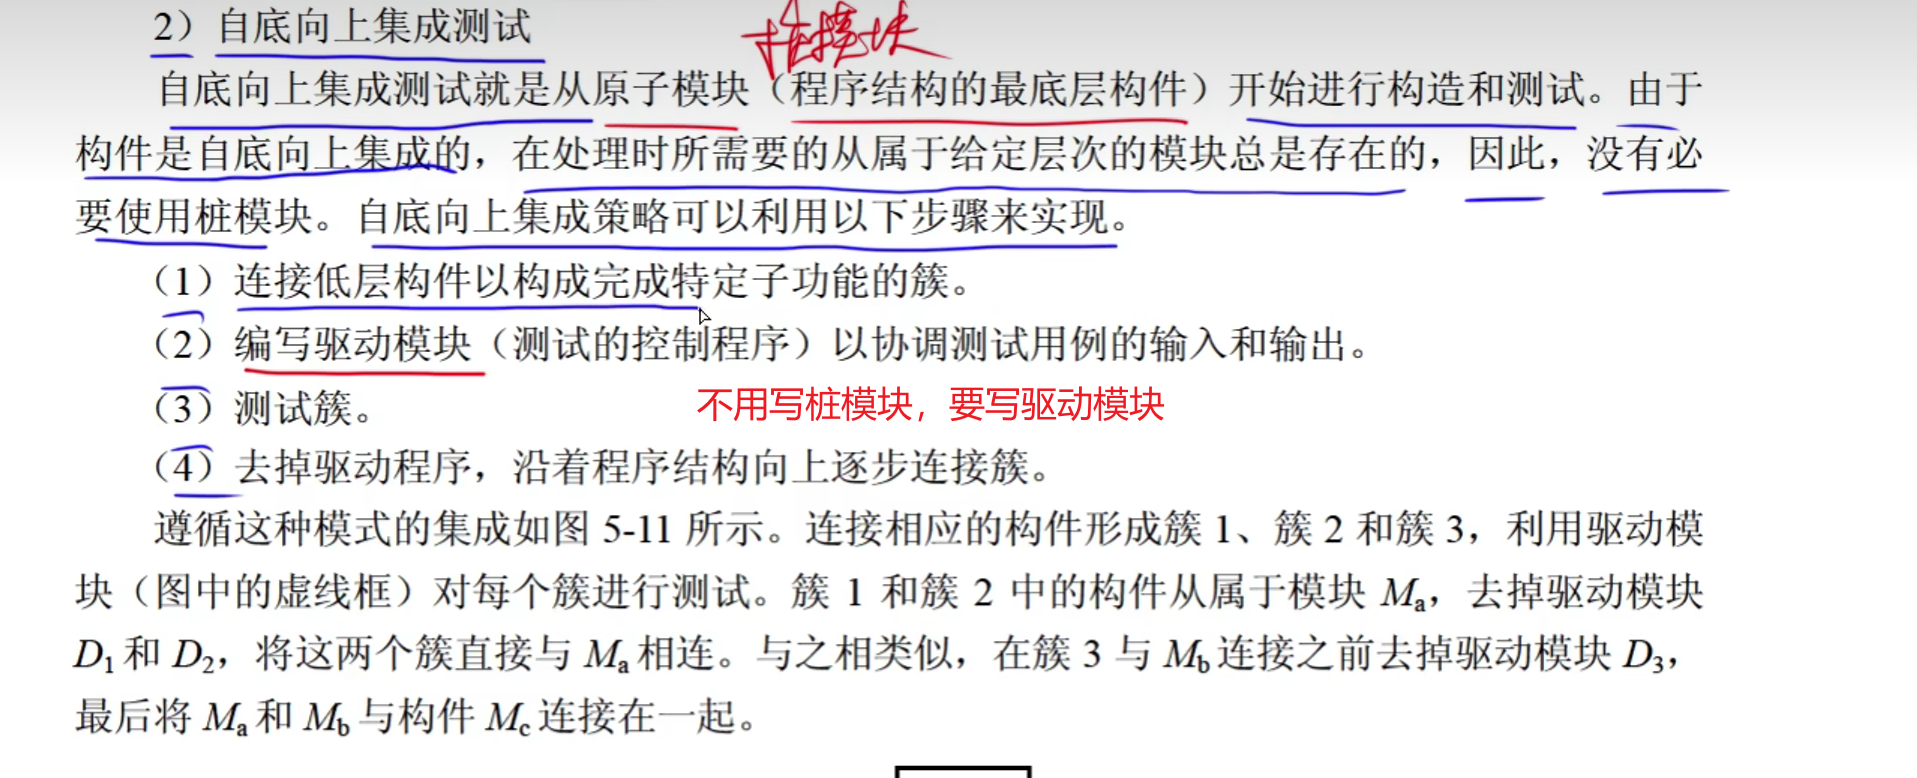 2）自底向上集成测试
桩模块
自底向上集成测试就是从原子模块（程序结构的最底层构件）开始进行构造和测试。由于
构件是自底向上集成的，在处理时所需要的从属于给定层次的模块总是存在的，因此，没有必
要使用桩模块。自底向上集成策略可以利用以下步骤来实现。
（1）连接低层构件以构成完成特定子功能的簇。
（2）编写驱动模块（测试的控制程序）以协调测试用例的输入和输出。
不用写桩模块，要写驱动模块
（3）测试簇。
（4）去掉驱动程序，沿着程序结构向上逐步连接簇。
遵循这种模式的集成如图 5-11 所示。连接相应的构件形成簇 1、簇 2 和簇 3，利用驱动模
块（图中的虚线框）对每个簇进行测试。簇 1 和簇 2 中的构件从属于模块 Ma，去掉驱动模块
D1 和 D2，将这两个簇直接与 Ma 相连。与之相类似，在簇 3 与 Mb 连接之前去掉驱动模块 D3，
最后将 Ma 和 Mb 与构件 Mc 连接在一起。